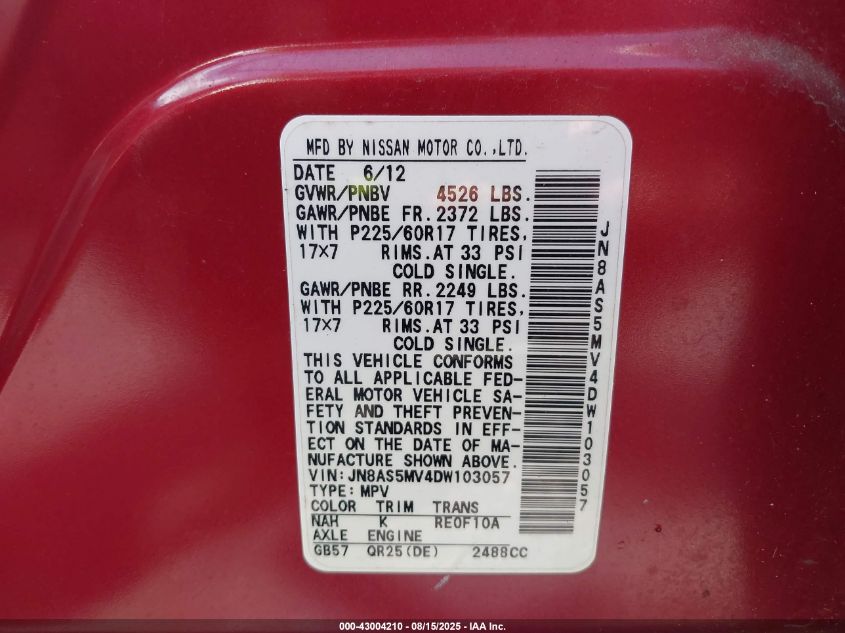 MFD BY NISSAN MOTOR CO.,LTD.
DATE 6/12
GVWR/PNBV 4526 LBS.
GAWR/PNBE FR.2372 LBS.
WITH P225/60R17 TIRES,
17×7 RIMS.AT 33 PSI
COLD SINGLE.
GAWR/PNBE RR.2249 LBS.
WITH P225/60R17 TIRES,
17×7 RIMS.AT 33 PSI
COLD SINGLE.
THIS VEHICLE CONFORMS
TO ALL APPLICABLE FED-
ERAL MOTOR VEHICLE SA-
FETY AND THEFT PREVEN-
TION STANDARDS IN EFF-
ECT ON THE DATE OF MA-
NUFACTURE SHOWN ABOVE.
VIN:JN8AS5MV4DW103057
TYPE:MPV
COLOR TRIM TRANS
NAH K RE0F10A
AXLE ENGINE
GB57 QR25(DE) 2488CC
JN8AS5MV4DW103057
000-43004210 - 08/15/2025 - IAA Inc.